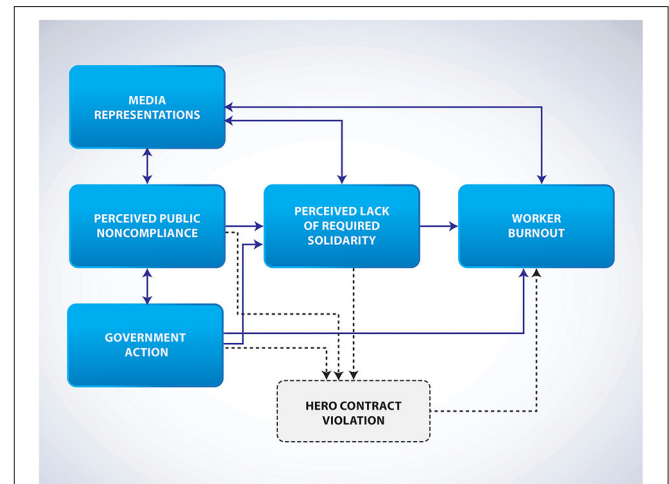 MEDIA
REPRESENTATIONS
PERCEIVED PUBLIC
NONCOMPLIANCE
PERCEIVED LACK
OF REQUIRED
SOLIDARITY
WORKER
BURNOUT
GOVERNMENT
ACTION
HERO CONTRACT
VIOLATION